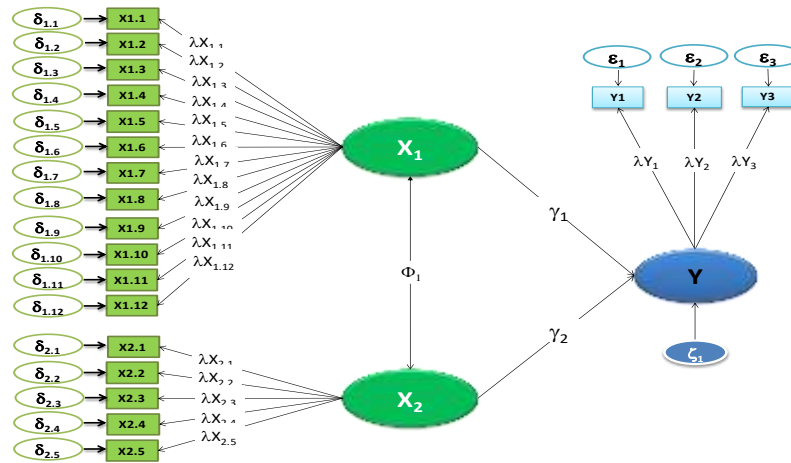 δ1.1 X1.1 λX1.1
δ1.2 X1.2 λX1.2
δ1.3 X1.3 λX1.3
δ1.4 X1.4 λX1.4
δ1.5 X1.5 λX1.5
δ1.6 X1.6 λX1.6
δ1.7 X1.7 λX1.7
δ1.8 X1.8 λX1.8
δ1.9 X1.9 λX1.9
δ1.10 X1.10 λX1.10
δ1.11 X1.11 λX1.11
δ1.12 X1.12 λX1.12
δ2.1 X2.1 λX2.1
δ2.2 X2.2 λX2.2
δ2.3 X2.3 λX2.3
δ2.4 X2.4 λX2.4
δ2.5 X2.5 λX2.5
X1
Φ1
X2
γ1
γ2
ε1 ε2 ε3
Y1 Y2 Y3
λY1 λY2 λY3
Y
ζ1